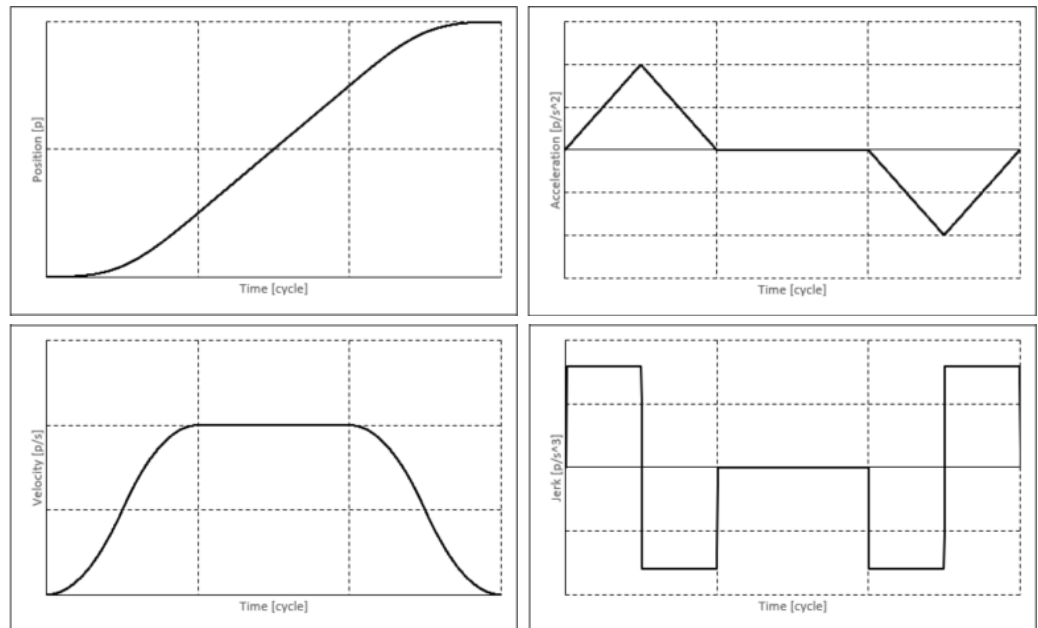 Position [p]
Time [cycle]
Acceleration [p/s^2]
Time [cycle]
Velocity [p/s]
Time [cycle]
Jerk [p/s^3]
Time [cycle]